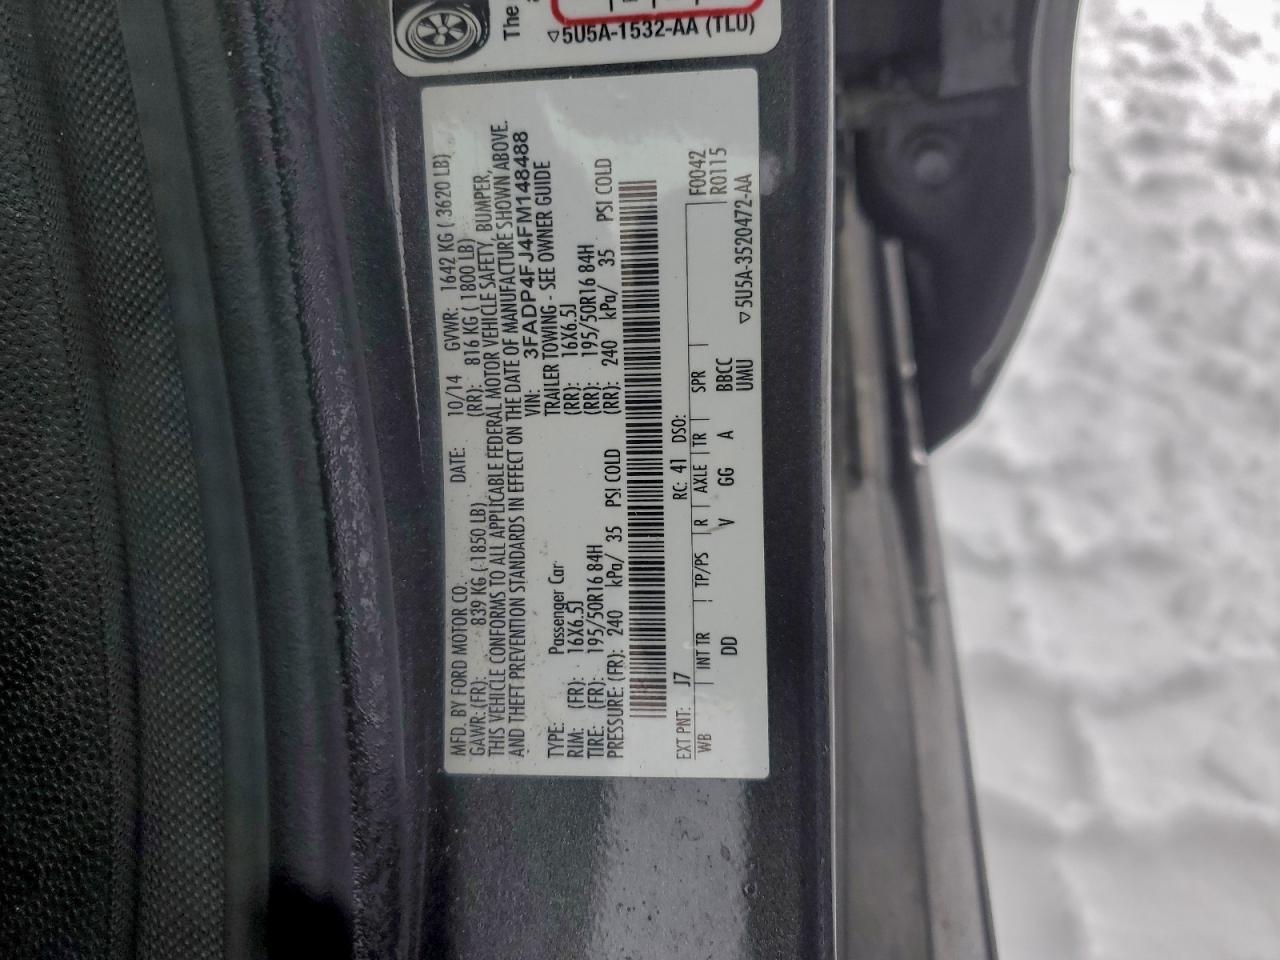 The
▽5U5A-1532-AA (TLU)
MFD. BY FORD MOTOR CO. DATE: 10/14 GVWR: 1642 KG ( 3620 LB)
GAWR: (FR): 839 KG ( 1850 LB) (RR): 816 KG ( 1800 LB)
THIS VEHICLE CONFORMS TO ALL APPLICABLE FEDERAL MOTOR VEHICLE SAFETY, BUMPER,
AND THEFT PREVENTION STANDARDS IN EFFECT ON THE DATE OF MANUFACTURE SHOWN ABOVE.
VIN: 3FADP4FJ4FM148488
TYPE: Passenger Car TRAILER TOWING - SEE OWNER GUIDE
RIM: (FR): 16X6.5J (RR): 16X6.5J
TIRE: (FR): 195/50R16 84H (RR): 195/50R16 84H
PRESSURE: (FR): 240 kPa/ 35 PSI COLD (RR): 240 kPa/ 35 PSI COLD
EXT PNT: J7 RC: 41 DSO: F0042
WB INT TR TP/PS R AXLE TR SPR R0115
DD V GG A BBCC
UMU ▽5U5A-3520472-AA